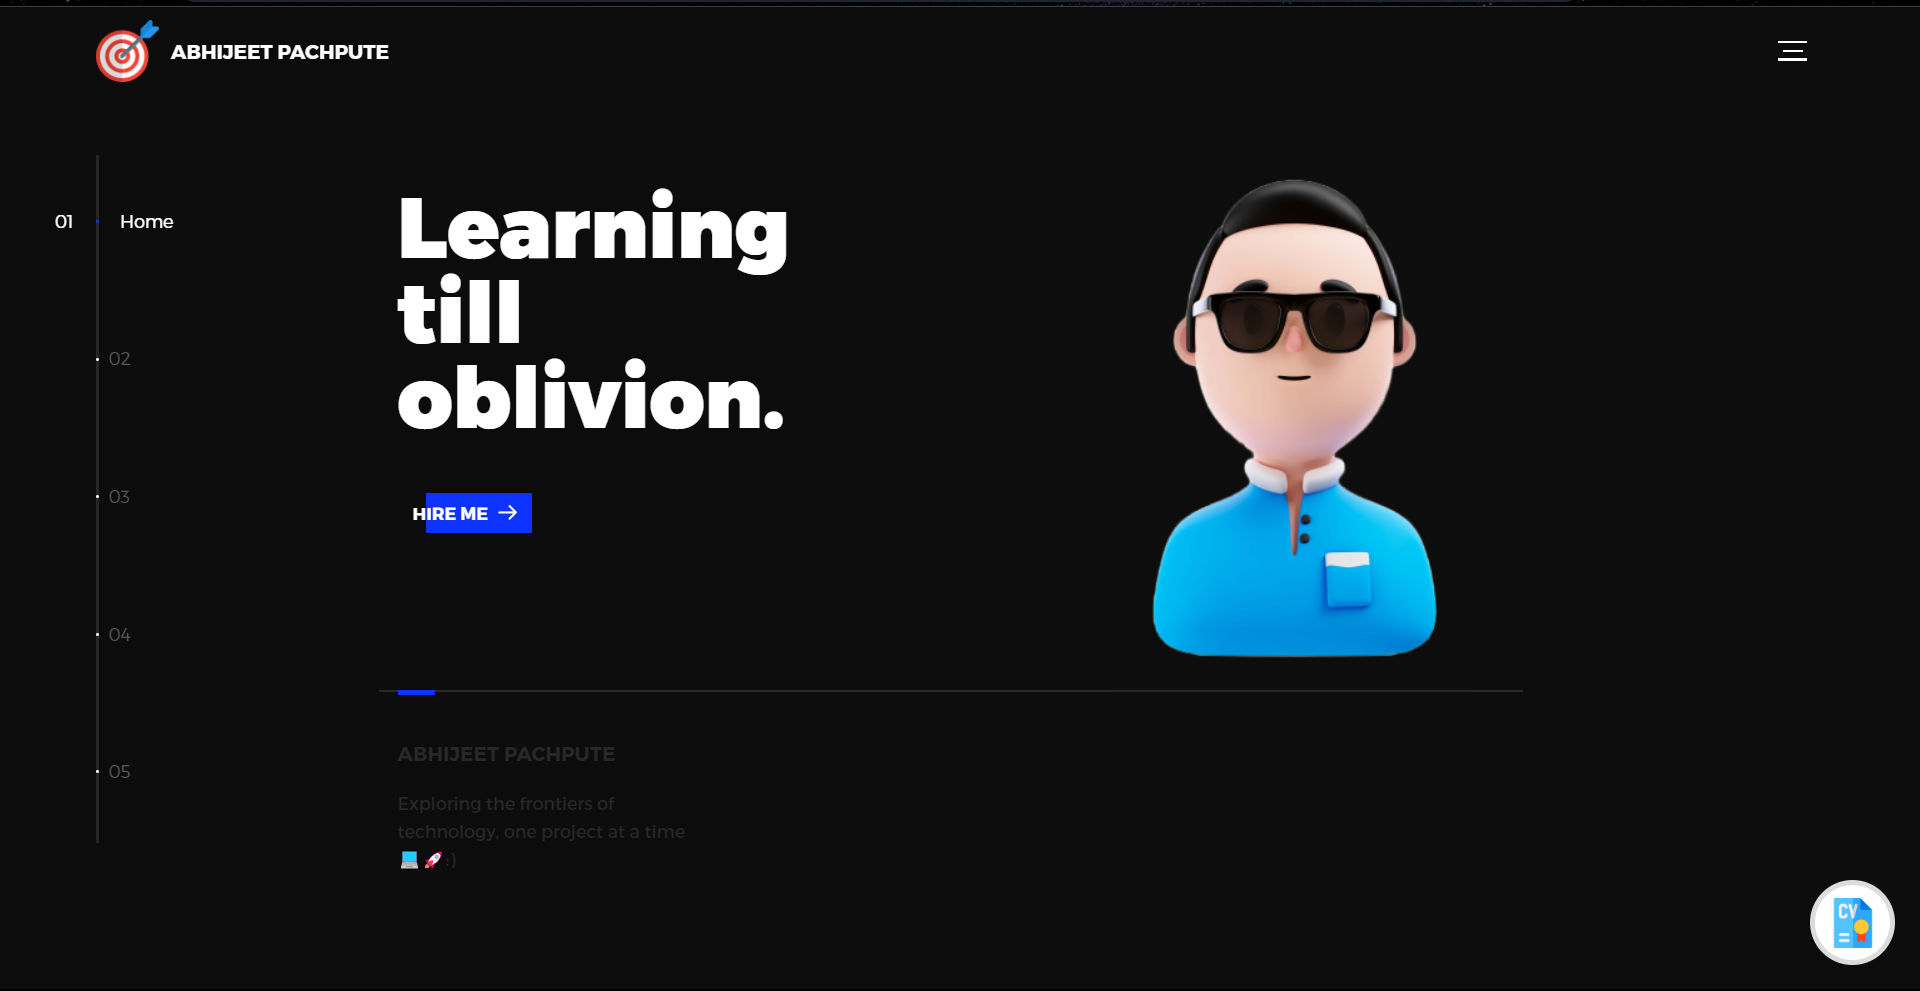 ABHIJEET PACHPUTE
01 Home
02
03
04
05
Learning
till
oblivion.
HIRE ME →
ABHIJEET PACHPUTE
Exploring the frontiers of
technology, one project at a time
💻 🚀 :)
CV